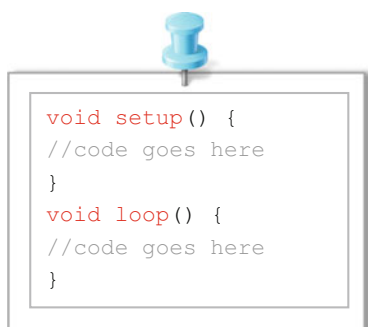 void setup() {
//code goes here
}
void loop() {
//code goes here
}